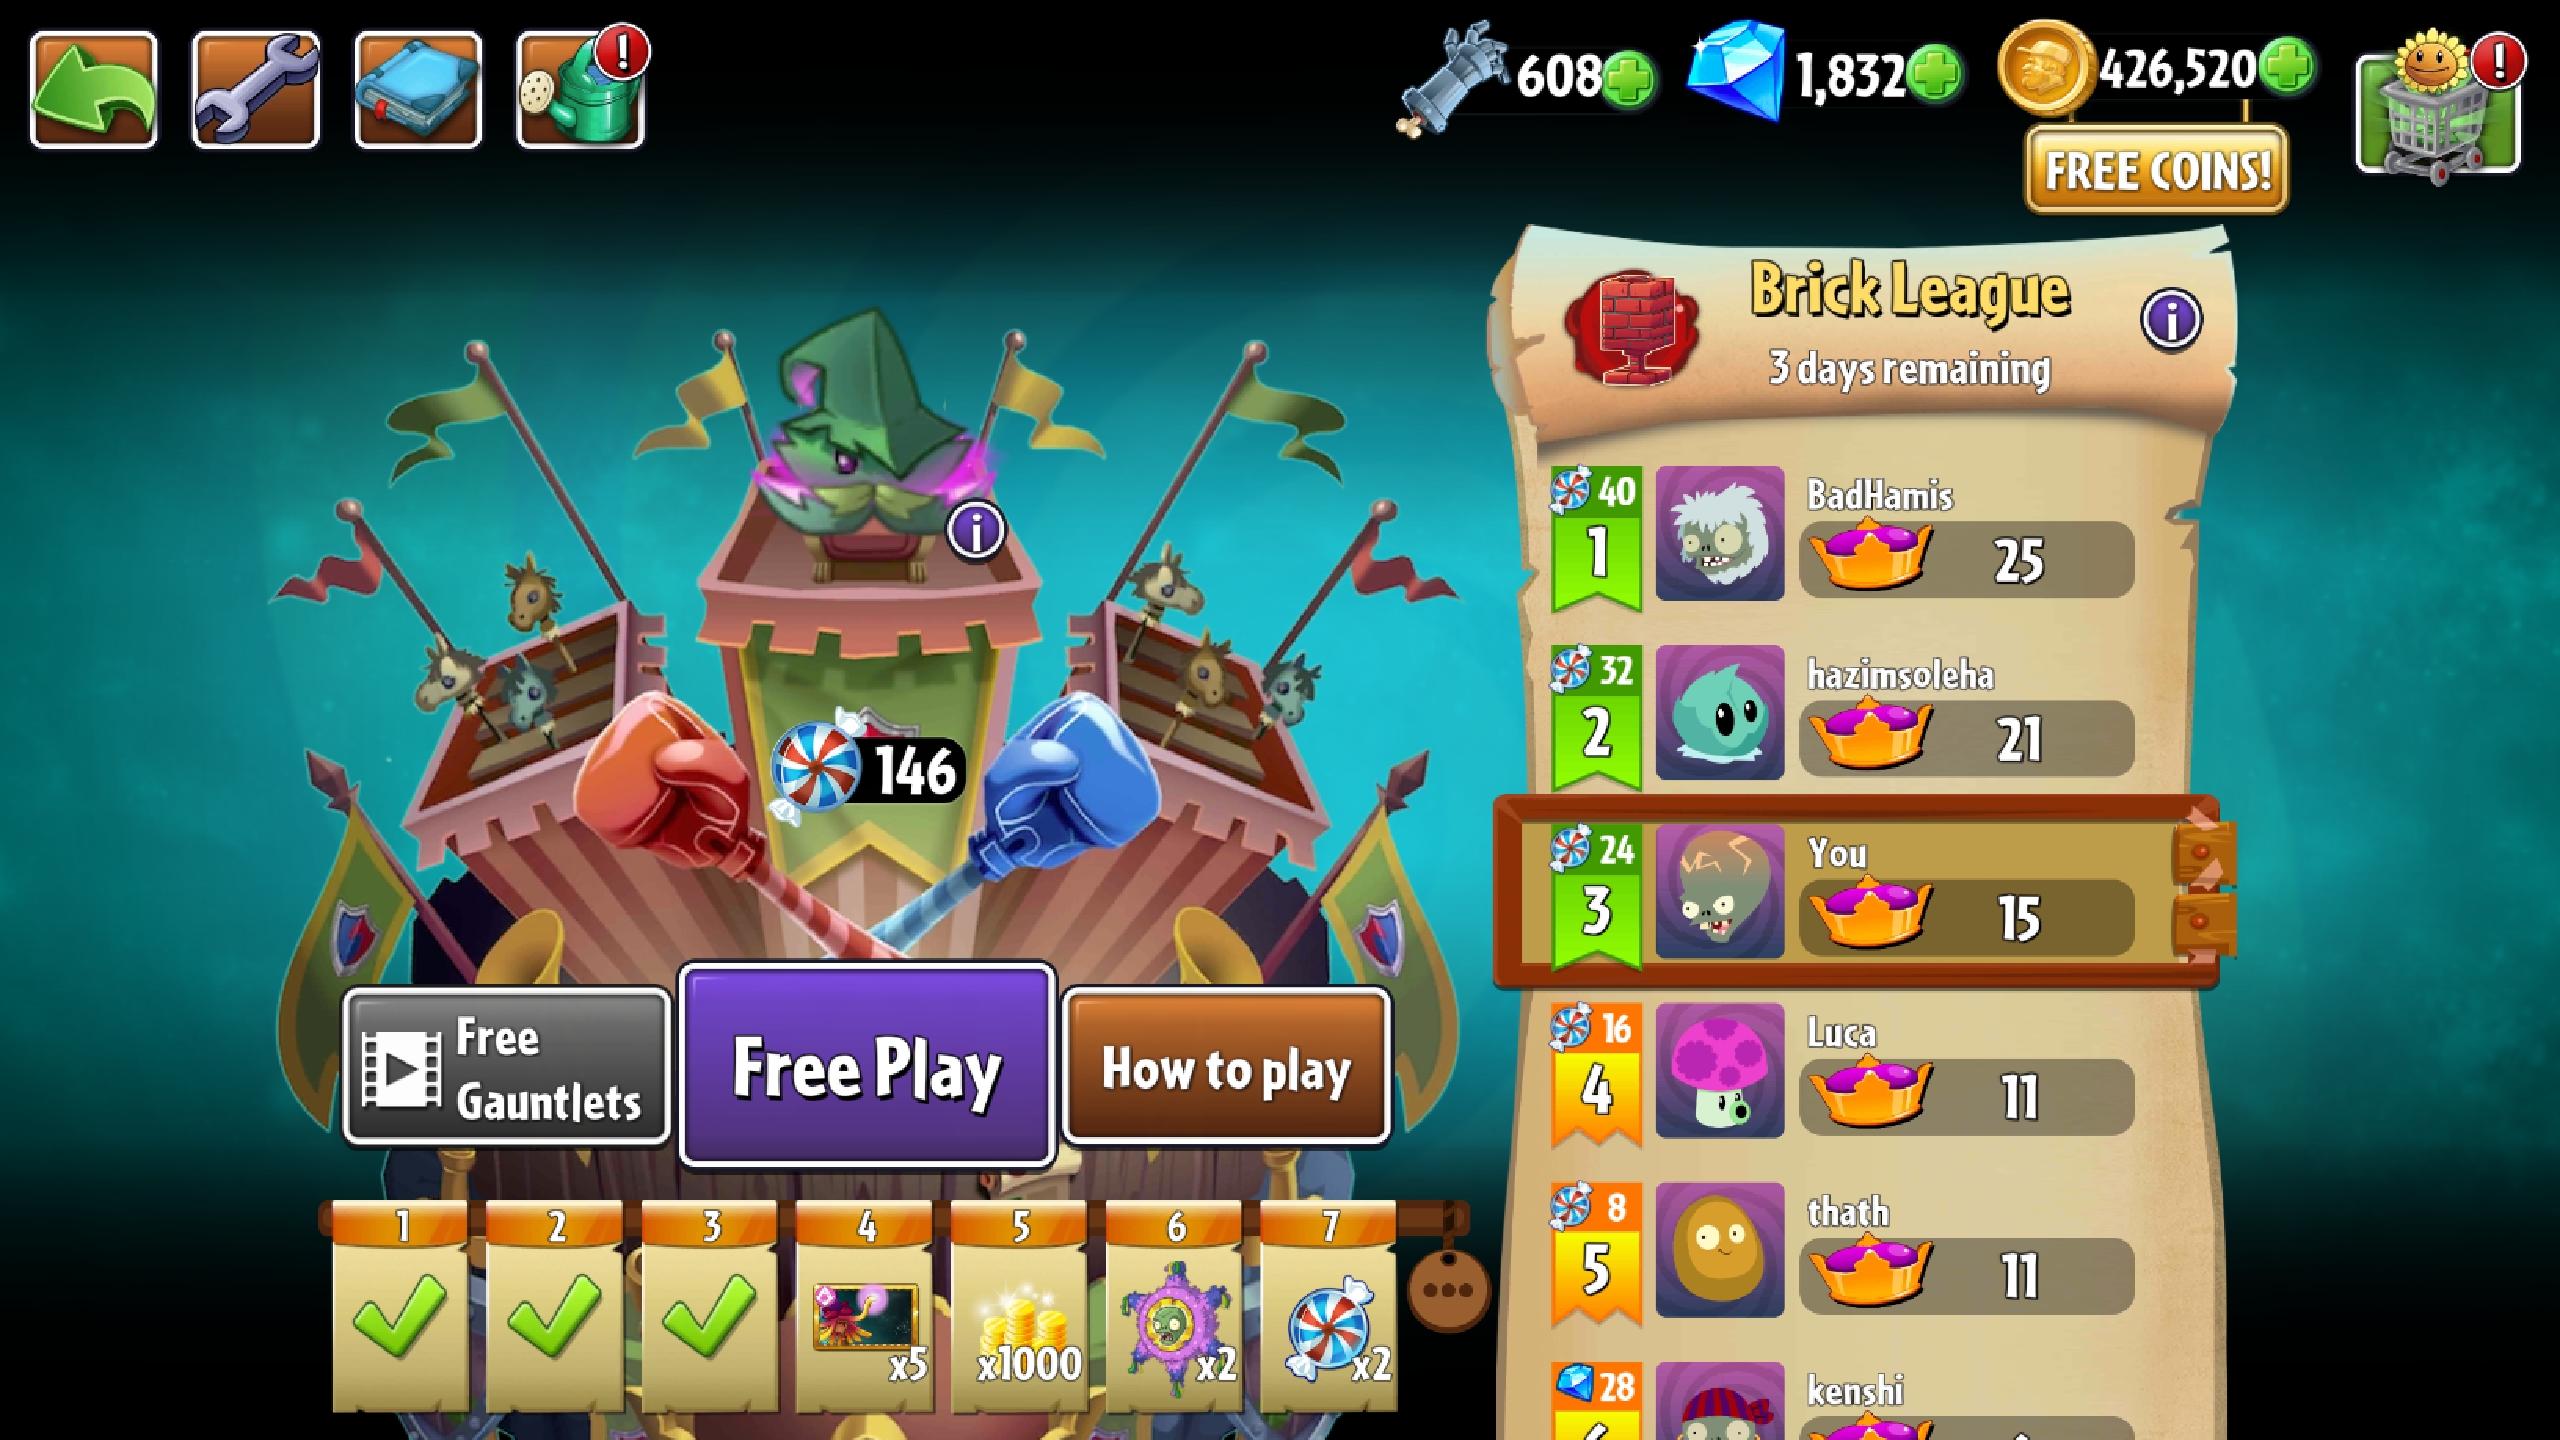 608
1,832
426,520
FREE COINS!
Brick League
3 days remaining
40
1
BadHamis
25
32
2
hazimsoleha
21
24
3
You
15
16
4
Luca
11
8
5
thath
11
28
kenshi
146
Free
Gauntlets
Free Play
How to play
1
2
3
4
5
6
7
x5
x1000
x2
x2